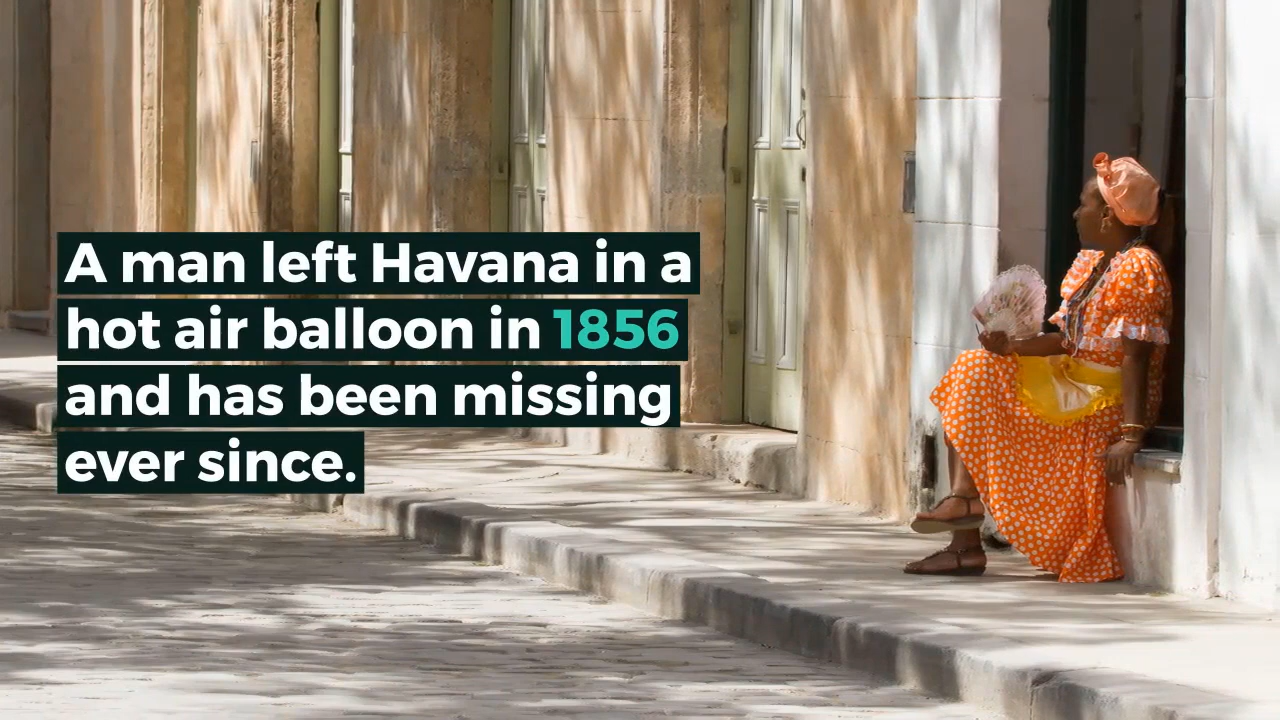 A man left Havana in a
hot air balloon in 1856
and has been missing
ever since.